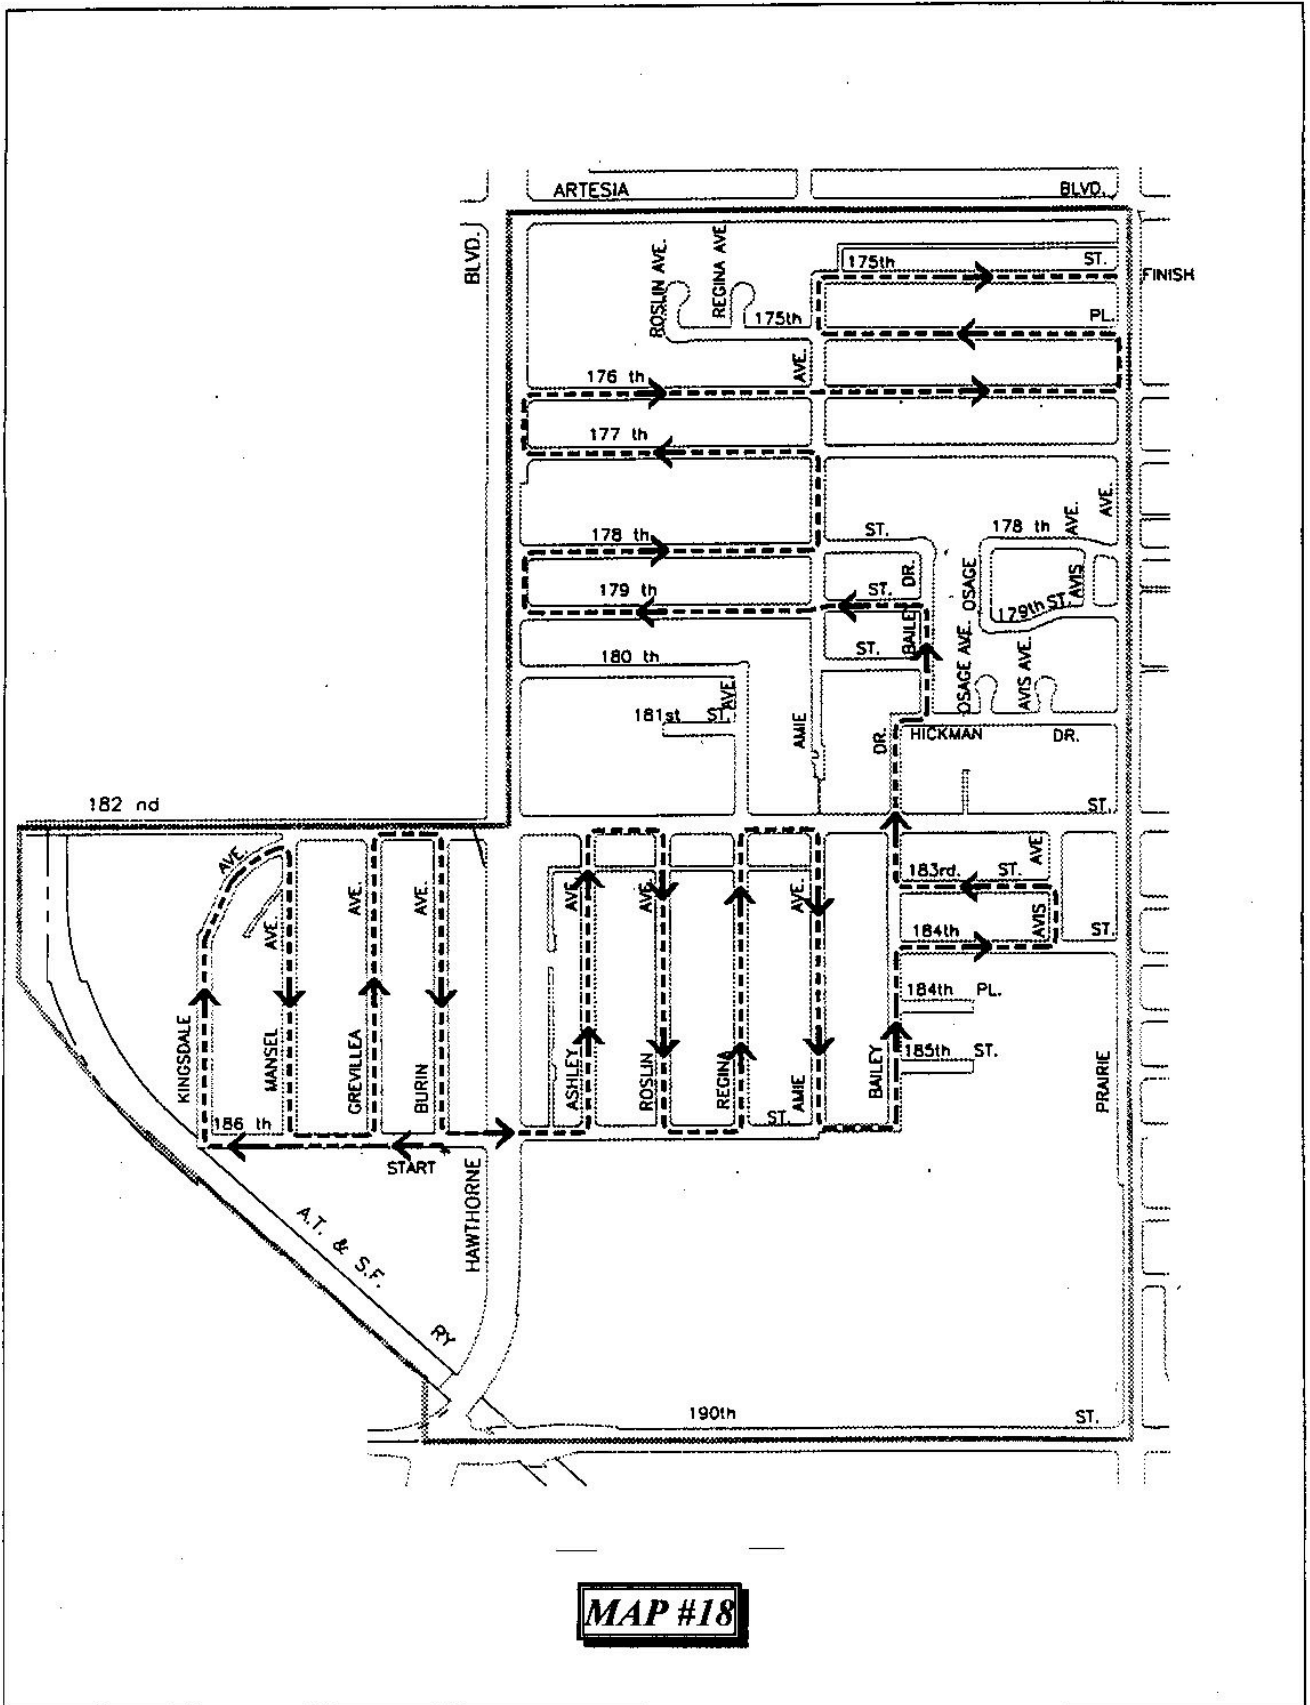 ARTESIA BLVD.
BLVD.
ROSLIN AVE.
REGINA AVE.
175th ST.
FINISH
175th PL.
AVE.
176 th
177 th
178 th ST.
178 th
AVE.
AVE.
DR.
OSAGE
AVIS
179 th ST.
179th ST.
BAILE
180 th ST.
OSAGE AVE.
AVIS AVE.
AVE
181st ST.
AMIE
DR.
HICKMAN DR.
182 nd ST.
AVE.
AVE.
AVE.
AVE.
AVE.
AVE.
AVE.
183rd. ST.
AVE
AVIS
184th ST.
184th PL.
185th ST.
KINGSDALE
MANSEL
GREVILLEA
BURIN
ASHLEY
ROSLIN
REGINA
AMIE
BAILEY
PRAIRIE
186 th ST.
START
HAWTHORNE
A.T. & S.F. RY
190th ST.
MAP #18